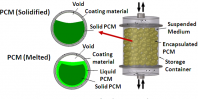 PCM (Solidified)
Void
Coating material
Solid PCM
PCM (Melted)
Void
Coating
material
Liquid
PCM
Solid PCM
Suspended
Medium
Encapsulated
PCM
Storage
Container